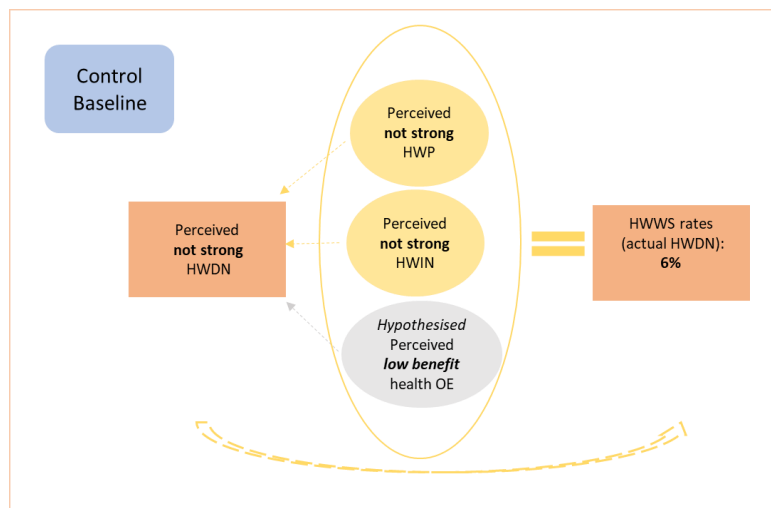 Control
Baseline
Perceived
not strong
HWP
Perceived
not strong
HWDN
Perceived
not strong
HWIN
HWWS rates
(actual HWDN):
6%
Hypothesised
Perceived
low benefit
health OE